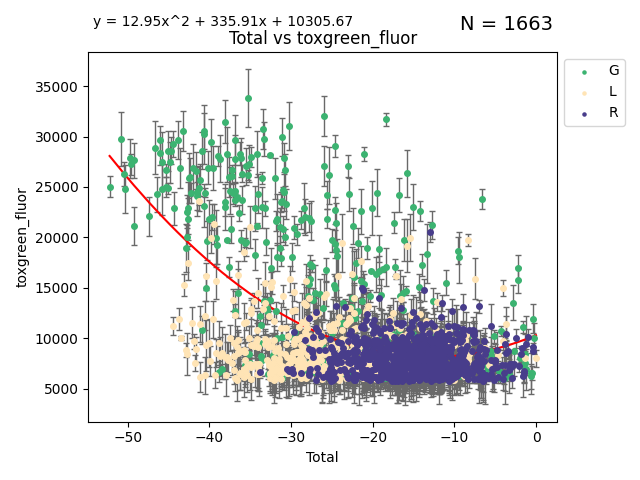 y = 12.95x^2 + 335.91x + 10305.67
N = 1663
Total vs toxgreen_fluor
G
L
R
35000
30000
25000
20000
15000
10000
5000
toxgreen_fluor
−50
−40
−30
−20
−10
0
Total